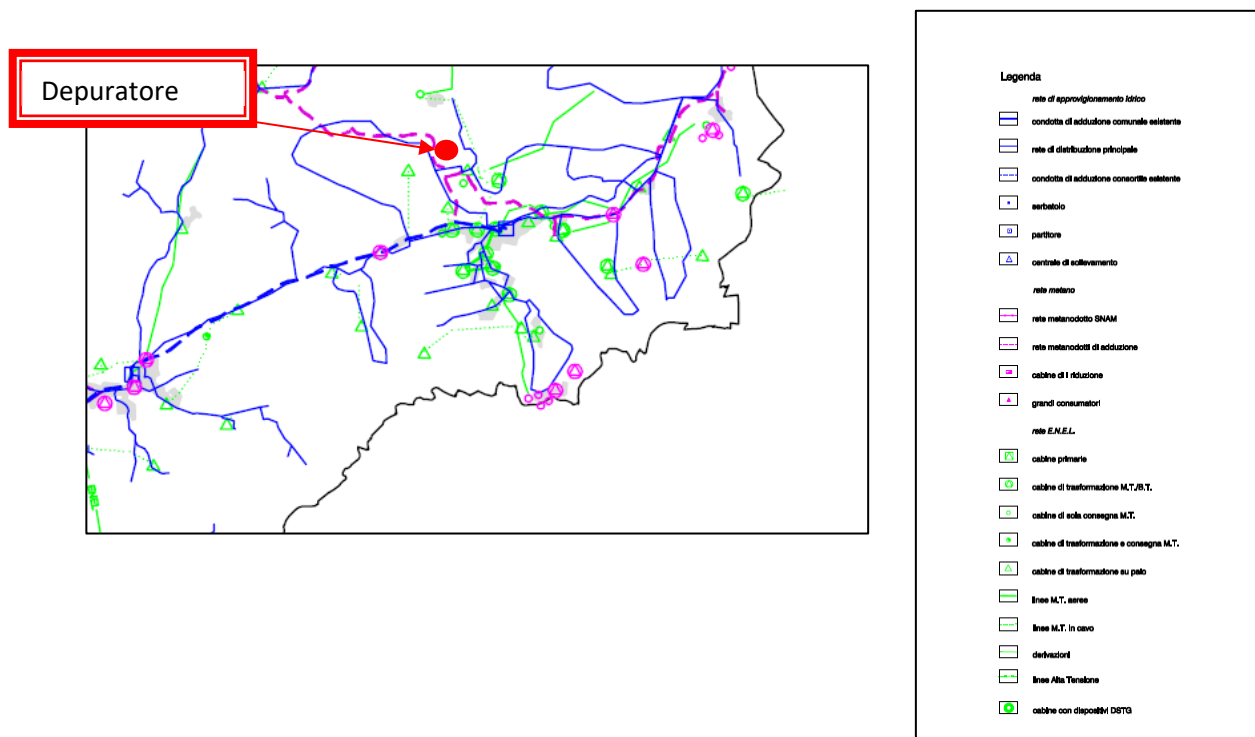 Depuratore
ENEL
Legenda
rete di approvigionamento idrico
condotta di adduzione comunale esistente
rete di distribuzione principale
condotta di adduzione consortile esistente
serbatoio
partitore
centrale di sollevamento
rete metano
rete metanodotto SNAM
rete metanodotti di adduzione
cabine di I riduzione
grandi consumatori
rete E.N.E.L.
cabine primarie
cabine di trasformazione M.T./B.T.
cabine di sola consegna M.T.
cabine di trasformazione e consegna M.T.
cabine di trasformazione su palo
linee M.T. aeree
linee M.T. in cavo
derivazioni
linee Alta Tensione
cabine con dispositivi DSTG